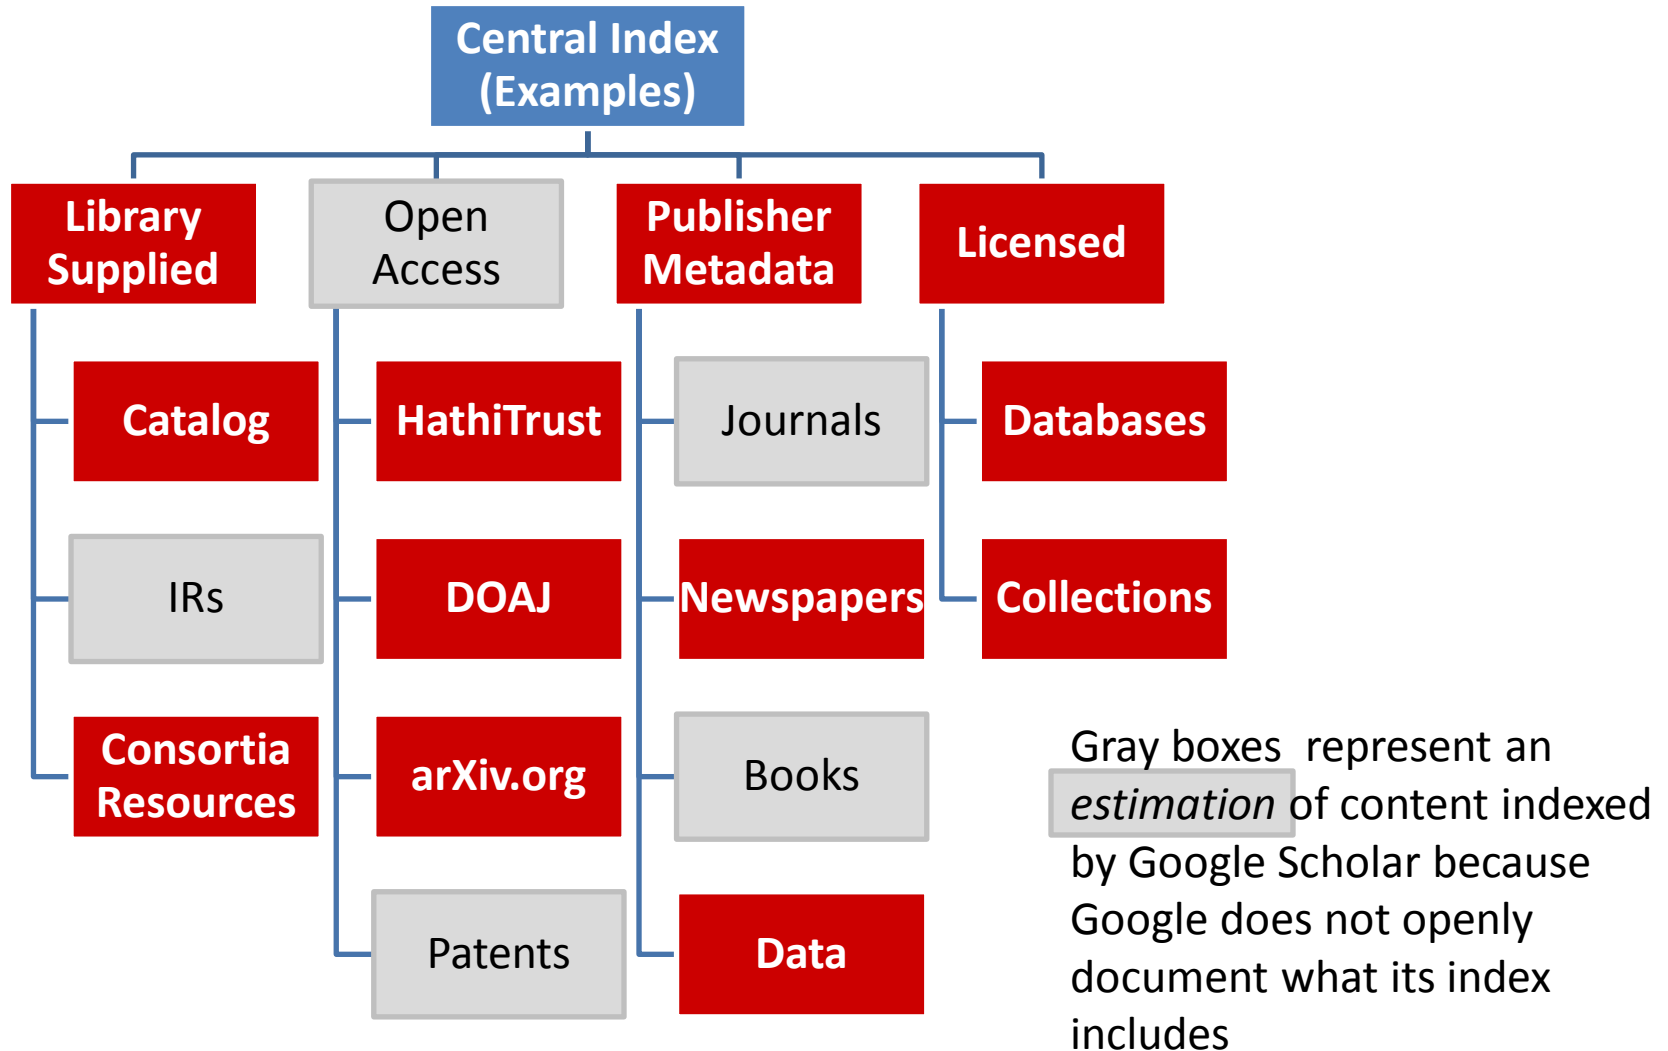 Central Index
(Examples)
Library
Supplied
Open
Access
Publisher
Metadata
Licensed
Catalog
HathiTrust
Journals
Databases
IRs
DOAJ
Newspapers
Collections
Consortia
Resources
arXiv.org
Books
Patents
Data
Gray boxes represent an
estimation of content indexed
by Google Scholar because
Google does not openly
document what its index
includes